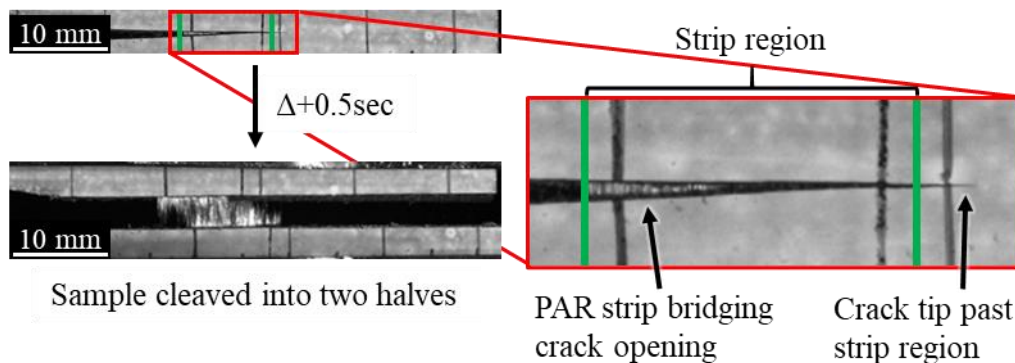 10 mm
Δ+0.5sec
10 mm
Sample cleaved into two halves
Strip region
PAR strip bridging
crack opening
Crack tip past
strip region